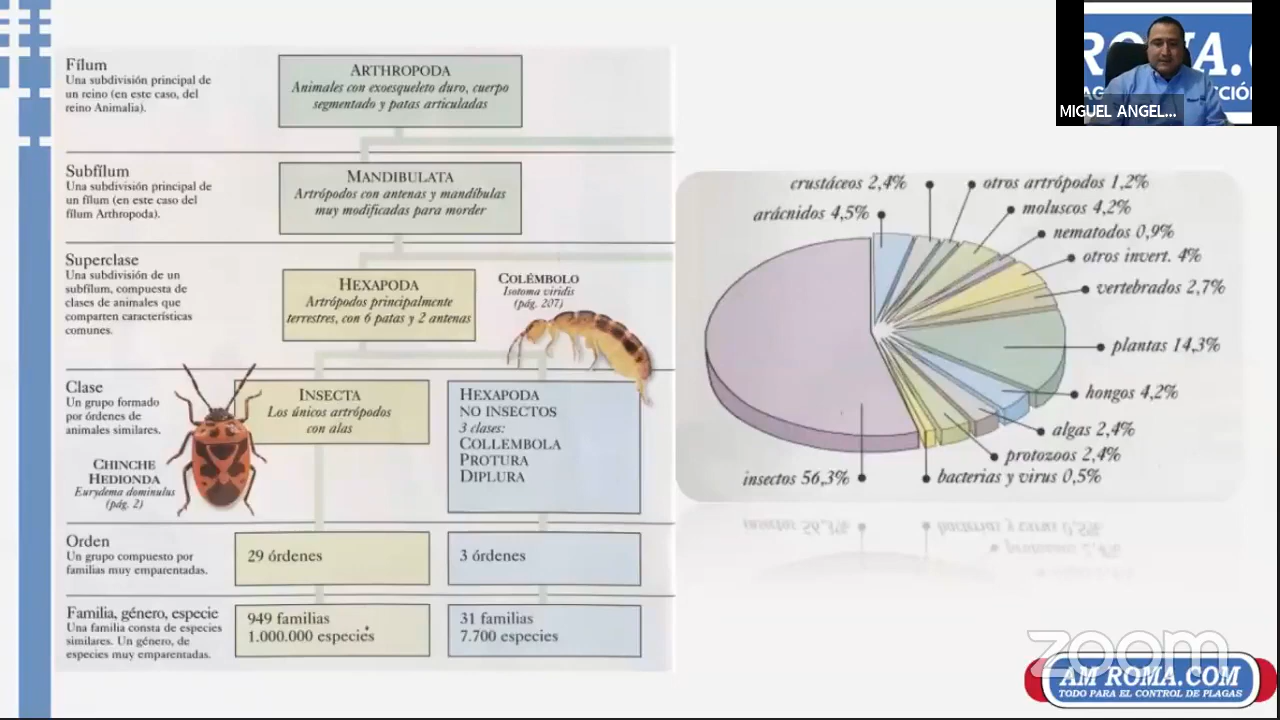 Fílum
Una subdivisión principal de
un reino (en este caso, del
reino Animalia).
ARTHROPODA
Animales con exoesqueleto duro, cuerpo
segmentado y patas articuladas
Subfílum
Una subdivisión principal de
un fílum (en este caso del
fílum Arthropoda).
MANDIBULATA
Artrópodos con antenas y mandíbulas
muy modificadas para morder
Superclase
Una subdivisión de un
subfílum, compuesta de
clases de animales que
comparten características
comunes.
HEXAPODA
Artrópodos principalmente
terrestres, con 6 patas y 2 antenas
COLÉMBOLO
Isotoma viridis
(pág. 207)
Clase
Un grupo formado
por órdenes de
animales similares.
CHINCHE
HEDIONDA
Eurydema dominulus
(pág. 2)
INSECTA
Los únicos artrópodos
con alas
HEXAPODA
NO INSECTOS
3 clases:
COLLEMBOLA
PROTURA
DIPLURA
Orden
Un grupo compuesto por
familias muy emparentadas.
29 órdenes
3 órdenes
Familia, género, especie
Una familia consta de especies
similares. Un género, de
especies muy emparentadas.
949 familias
1.000.000 especies
31 familias
7.700 especies
crustáceos 2,4%
otros artrópodos 1,2%
arácnidos 4,5%
moluscos 4,2%
nematodos 0,9%
otros invert. 4%
vertebrados 2,7%
plantas 14,3%
hongos 4,2%
algas 2,4%
protozoos 2,4%
insectos 56,3%
bacterias y virus 0,5%
MIGUEL ANGEL...
zoom
AM ROMA.COM
TODO PARA EL CONTROL DE PLAGAS